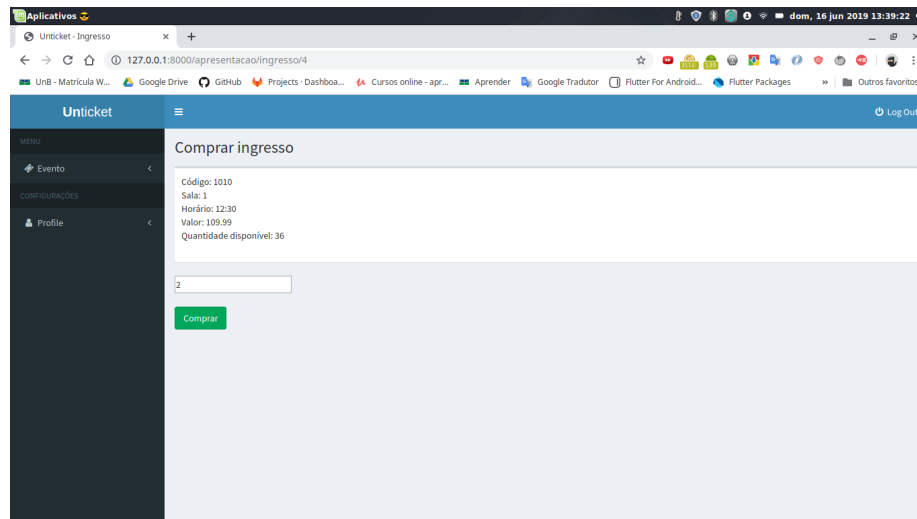 Aplicativos
dom, 16 jun 2019 13:39:22
Unticket - Ingresso
127.0.0.1:8000/apresentacao/ingresso/4
UnB - Matrícula W... Google Drive GitHub Projects · Dashboa... Cursos online - apr... Aprender Google Tradutor Flutter For Android... Flutter Packages » Outros favoritos
Unticket
Log Out
MENU
Evento
Comprar ingresso
CONFIGURAÇÕES
Profile
Código: 1010
Sala: 1
Horário: 12:30
Valor: 109.99
Quantidade disponível: 36
2
Comprar